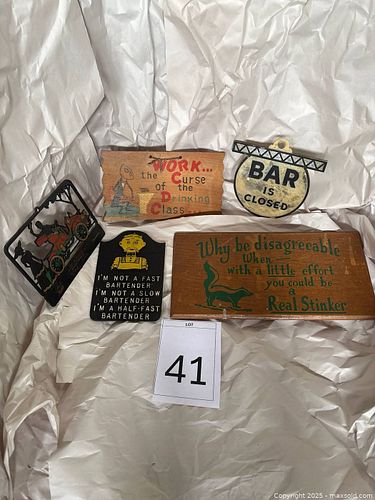 WORK...
the Curse
of the
Drinking
Class
BAR
IS
CLOSED
I'M NOT A FAST
BARTENDER
I'M NOT A SLOW
BARTENDER
I'M A HALF-FAST
BARTENDER
Why be disagreeable
When
with a little effort
you could be
a
Real Stinker
LOT
41
Copyright 2025 - maxsold.com